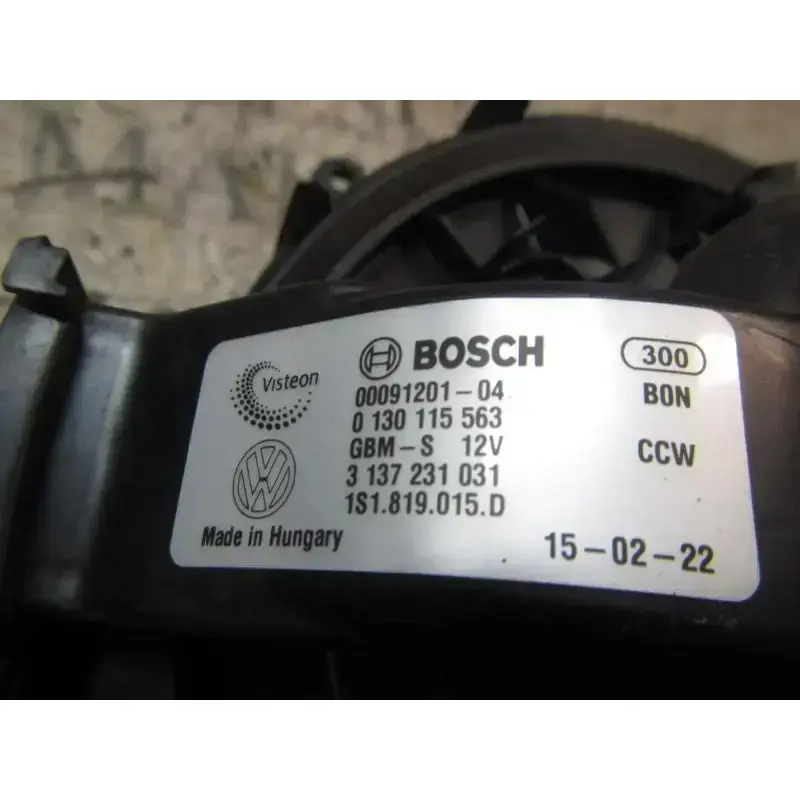 Visteon
BOSCH
300
00091201-04
BON
0 130 115 563
GBM-S 12V
CCW
3 137 231 031
1S1.819.015.D
Made in Hungary
15-02-22